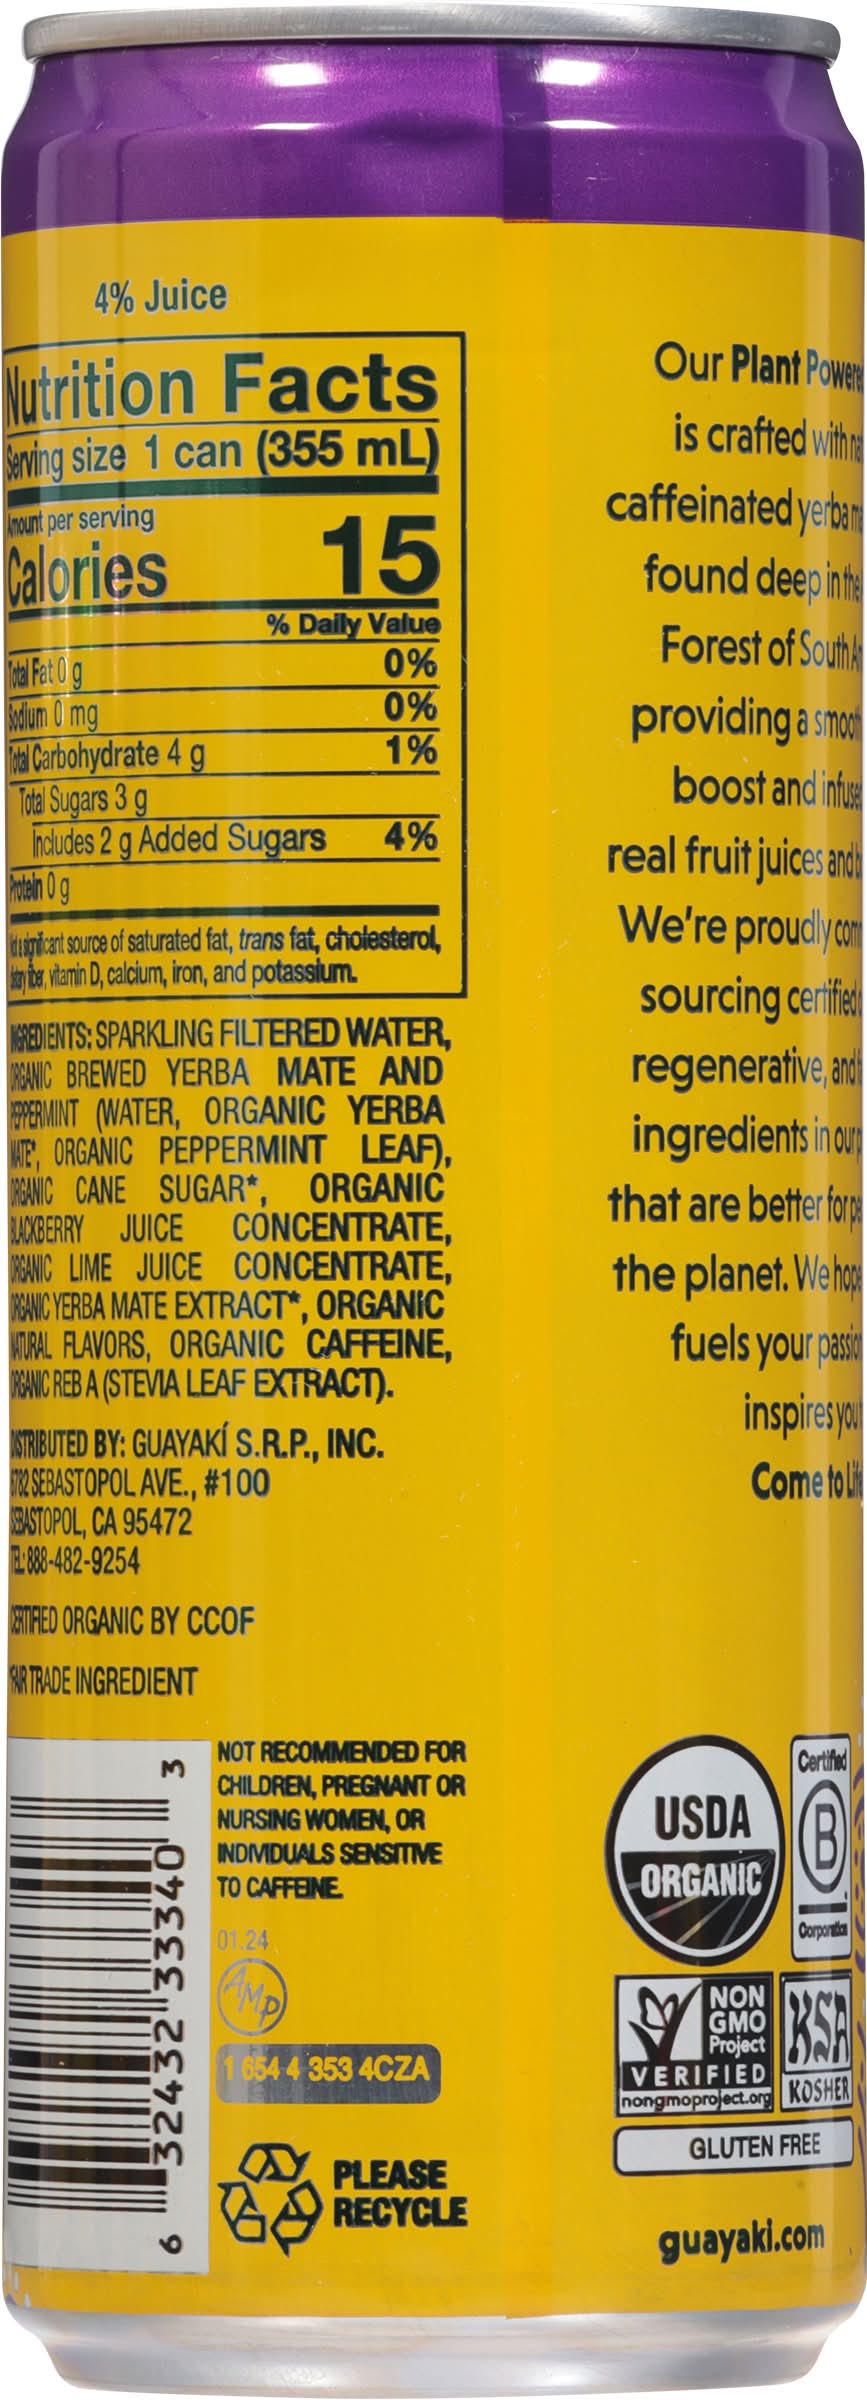 4% Juice
Nutrition Facts
Serving size 1 can (355 mL)
Amount per serving
Calories 15
% Daily Value
Total Fat 0 g 0%
Sodium 0 mg 0%
Total Carbohydrate 4 g 1%
Total Sugars 3 g
Includes 2 g Added Sugars 4%
Protein 0 g
Not a significant source of saturated fat, trans fat, cholesterol,
dietary fiber, vitamin D, calcium, iron, and potassium.
INGREDIENTS: SPARKLING FILTERED WATER,
ORGANIC BREWED YERBA MATE AND
PEPPERMINT (WATER, ORGANIC YERBA
MATE*, ORGANIC PEPPERMINT LEAF),
ORGANIC CANE SUGAR*, ORGANIC
BLACKBERRY JUICE CONCENTRATE,
ORGANIC LIME JUICE CONCENTRATE,
ORGANIC YERBA MATE EXTRACT*, ORGANIC
NATURAL FLAVORS, ORGANIC CAFFEINE,
ORGANIC REB A (STEVIA LEAF EXTRACT).
DISTRIBUTED BY: GUAYAKÍ S.R.P., INC.
6782 SEBASTOPOL AVE., #100
SEBASTOPOL, CA 95472
TEL: 888-482-9254
CERTIFIED ORGANIC BY CCOF
*FAIR TRADE INGREDIENT
6 32432 33340 3
NOT RECOMMENDED FOR
CHILDREN, PREGNANT OR
NURSING WOMEN, OR
INDIVIDUALS SENSITIVE
TO CAFFEINE.
01.24
AMP
1 654 4 353 4CZA
PLEASE
RECYCLE
Our Plant Powered
is crafted with
caffeinated yerba
found deep in the
Forest of South
providing a smooth
boost and infused
real fruit juices and
We're proudly
sourcing certified
regenerative, and
ingredients in our
that are better for
the planet. We hope
fuels your passion
inspires you
Come to Life
USDA
ORGANIC
Certified
B
Corporation
NON
GMO
Project
VERIFIED
nongmoproject.org
KSA
KOSHER
GLUTEN FREE
guayaki.com